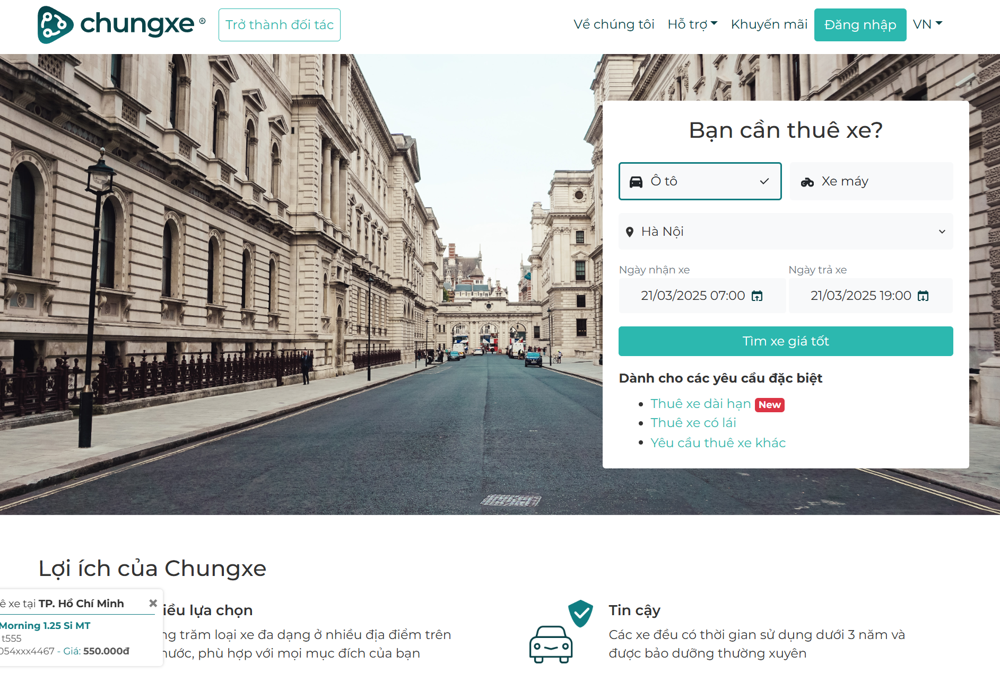 chungxe ®
Trở thành đối tác
Về chúng tôi
Hỗ trợ
Khuyến mãi
Đăng nhập
VN
Bạn cần thuê xe?
Ô tô
Xe máy
Hà Nội
Ngày nhận xe
Ngày trả xe
21/03/2025 07:00
21/03/2025 19:00
Tìm xe giá tốt
Dành cho các yêu cầu đặc biệt
Thuê xe dài hạn New
Thuê xe có lái
Yêu cầu thuê xe khác
Lợi ích của Chungxe
xe tại TP. Hồ Chí Minh
Morning 1.25 Si MT
t555
054xxx4467 - Giá: 550.000đ
lựa chọn
trăm loại xe đa dạng ở nhiều địa điểm trên
phù hợp với mọi mục đích của bạn
Tin cậy
Các xe đều có thời gian sử dụng dưới 3 năm và
được bảo dưỡng thường xuyên